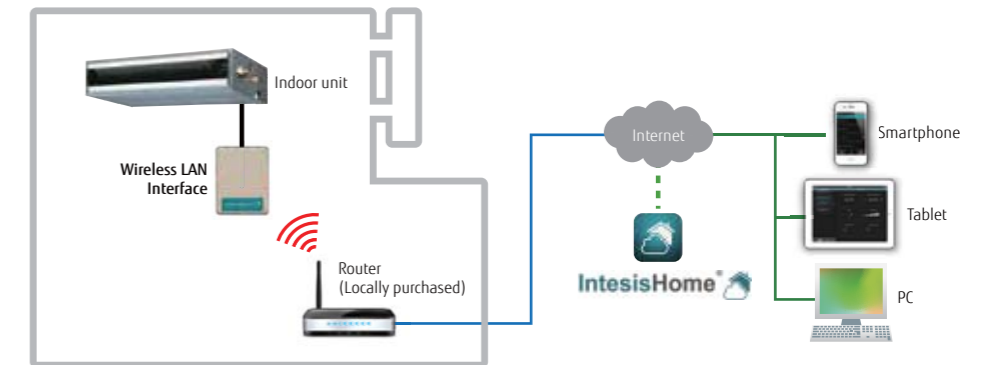 Indoor unit
Wireless LAN
Interface
Router
(Locally purchased)
Internet
IntesisHome®
Smartphone
Tablet
PC